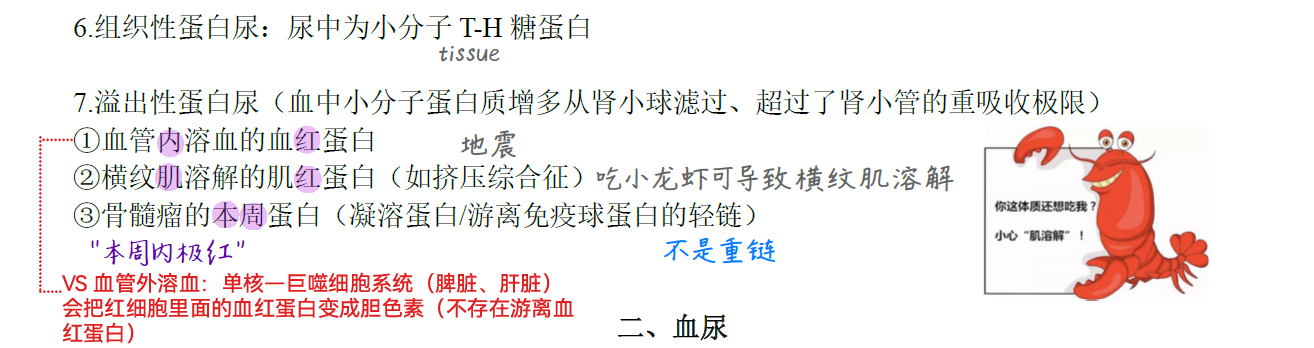 6.组织性蛋白尿：尿中为小分子 T-H 糖蛋白
tissue
7.溢出性蛋白尿（血中小分子蛋白质增多从肾小球滤过、超过了肾小管的重吸收极限）
①血管内溶血的血红蛋白
地震
②横纹肌溶解的肌红蛋白（如挤压综合征）吃小龙虾可导致横纹肌溶解
③骨髓瘤的本周蛋白（凝溶蛋白/游离免疫球蛋白的轻链）
"本周内极红"
不是重链
VS 血管外溶血：单核一巨噬细胞系统（脾脏、肝脏）
会把红细胞里面的血红蛋白变成胆色素（不存在游离血
红蛋白）
你这体质还想吃我？
小心“肌溶解”！
二、血尿